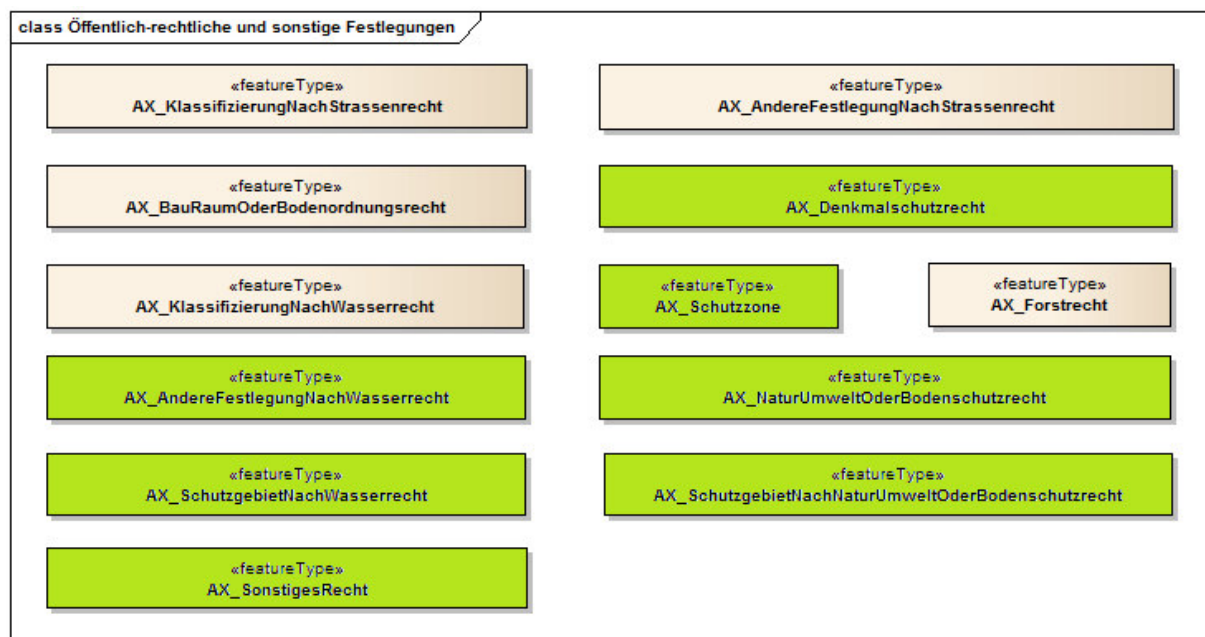 class Öffentlich-rechtliche und sonstige Festlegungen
«featureType»
AX_KlassifizierungNachStrassenrecht
«featureType»
AX_AndereFestlegungNachStrassenrecht
«featureType»
AX_BauRaumOderBodenordnungsrecht
«featureType»
AX_Denkmalschutzrecht
«featureType»
AX_KlassifizierungNachWasserrecht
«featureType»
AX_Schutzzone
«featureType»
AX_Forstrecht
«featureType»
AX_AndereFestlegungNachWasserrecht
«featureType»
AX_NaturUmweltOderBodenschutzrecht
«featureType»
AX_SchutzgebietNachWasserrecht
«featureType»
AX_SchutzgebietNachNaturUmweltOderBodenschutzrecht
«featureType»
AX_SonstigesRecht